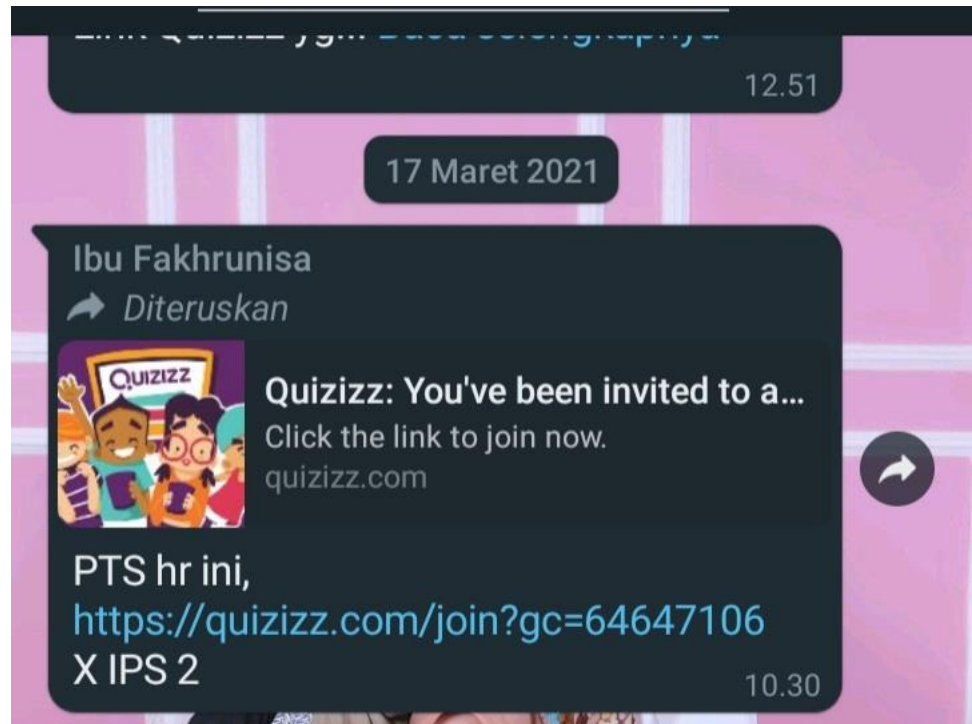 12.51
17 Maret 2021
Ibu Fakhrunisa
Diteruskan
QUIZIZZ
Quizizz: You've been invited to a...
Click the link to join now.
quizizz.com
PTS hr ini,
https://quizizz.com/join?gc=64647106
X IPS 2
10.30